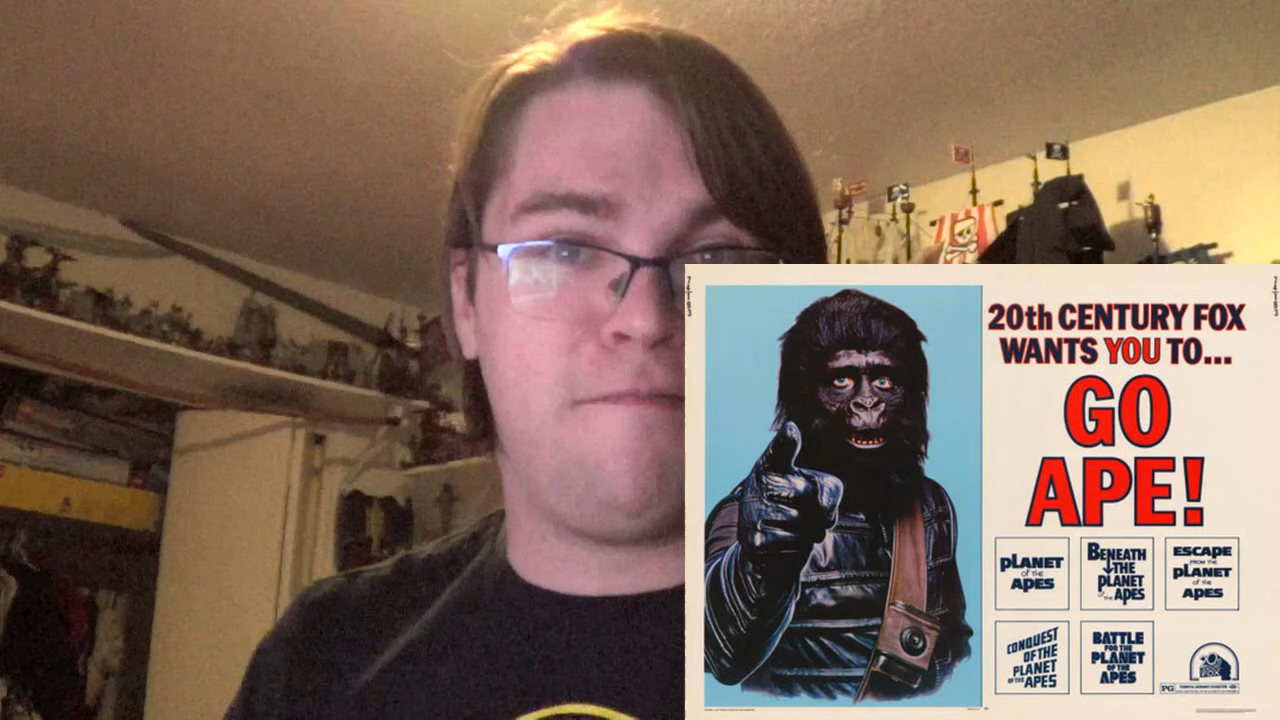 20th CENTURY FOX
WANTS YOU TO...
GO
APE!
PLANET
OF THE
APES
BENEATH
THE
PLANET
of the APES
ESCAPE
FROM THE
PLANET
OF THE
APES
CONQUEST
OF THE
PLANET
OF THE APES
BATTLE
FOR THE
PLANET
OF THE
APES
PG